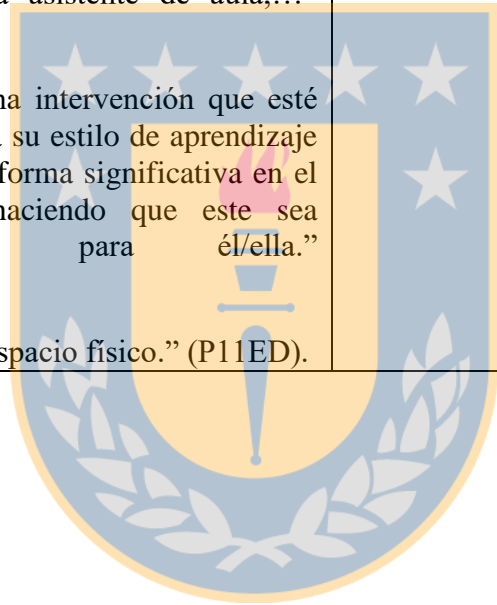 asistente de aula,…
na intervención que esté
su estilo de aprendizaje
forma significativa en el
haciendo que este sea
para él/ella.”
spacio físico.” (P11ED).